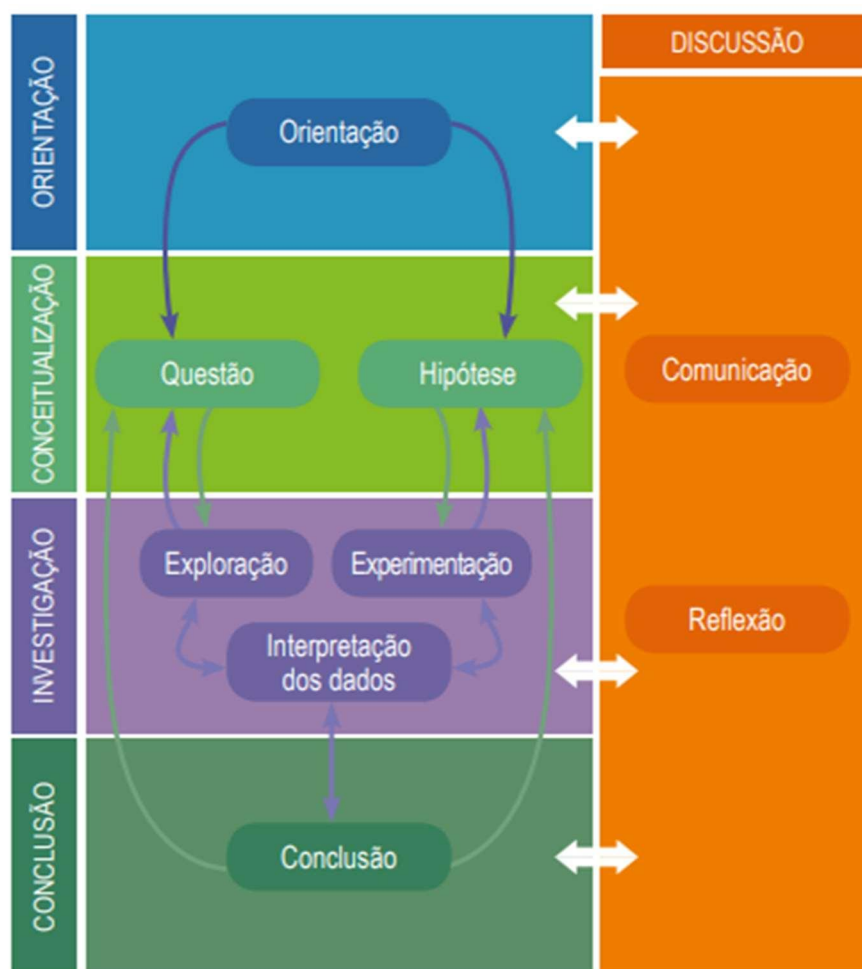 ORIENTAÇÃO
Orientação
DISCUSSÃO
CONCEITUALIZAÇÃO
Questão
Hipótese
Comunicação
INVESTIGAÇÃO
Exploração
Experimentação
Interpretação
dos dados
Reflexão
CONCLUSÃO
Conclusão